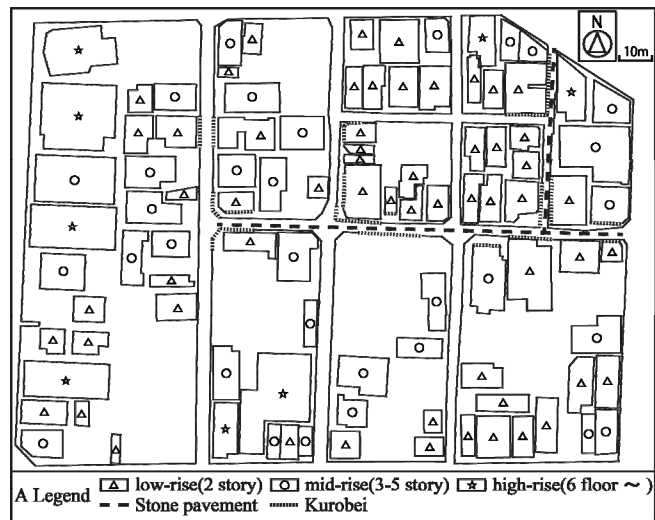 N
10m
A Legend low-rise(2 story) mid-rise(3-5 story) high-rise(6 floor ～ )
Stone pavement Kurobei